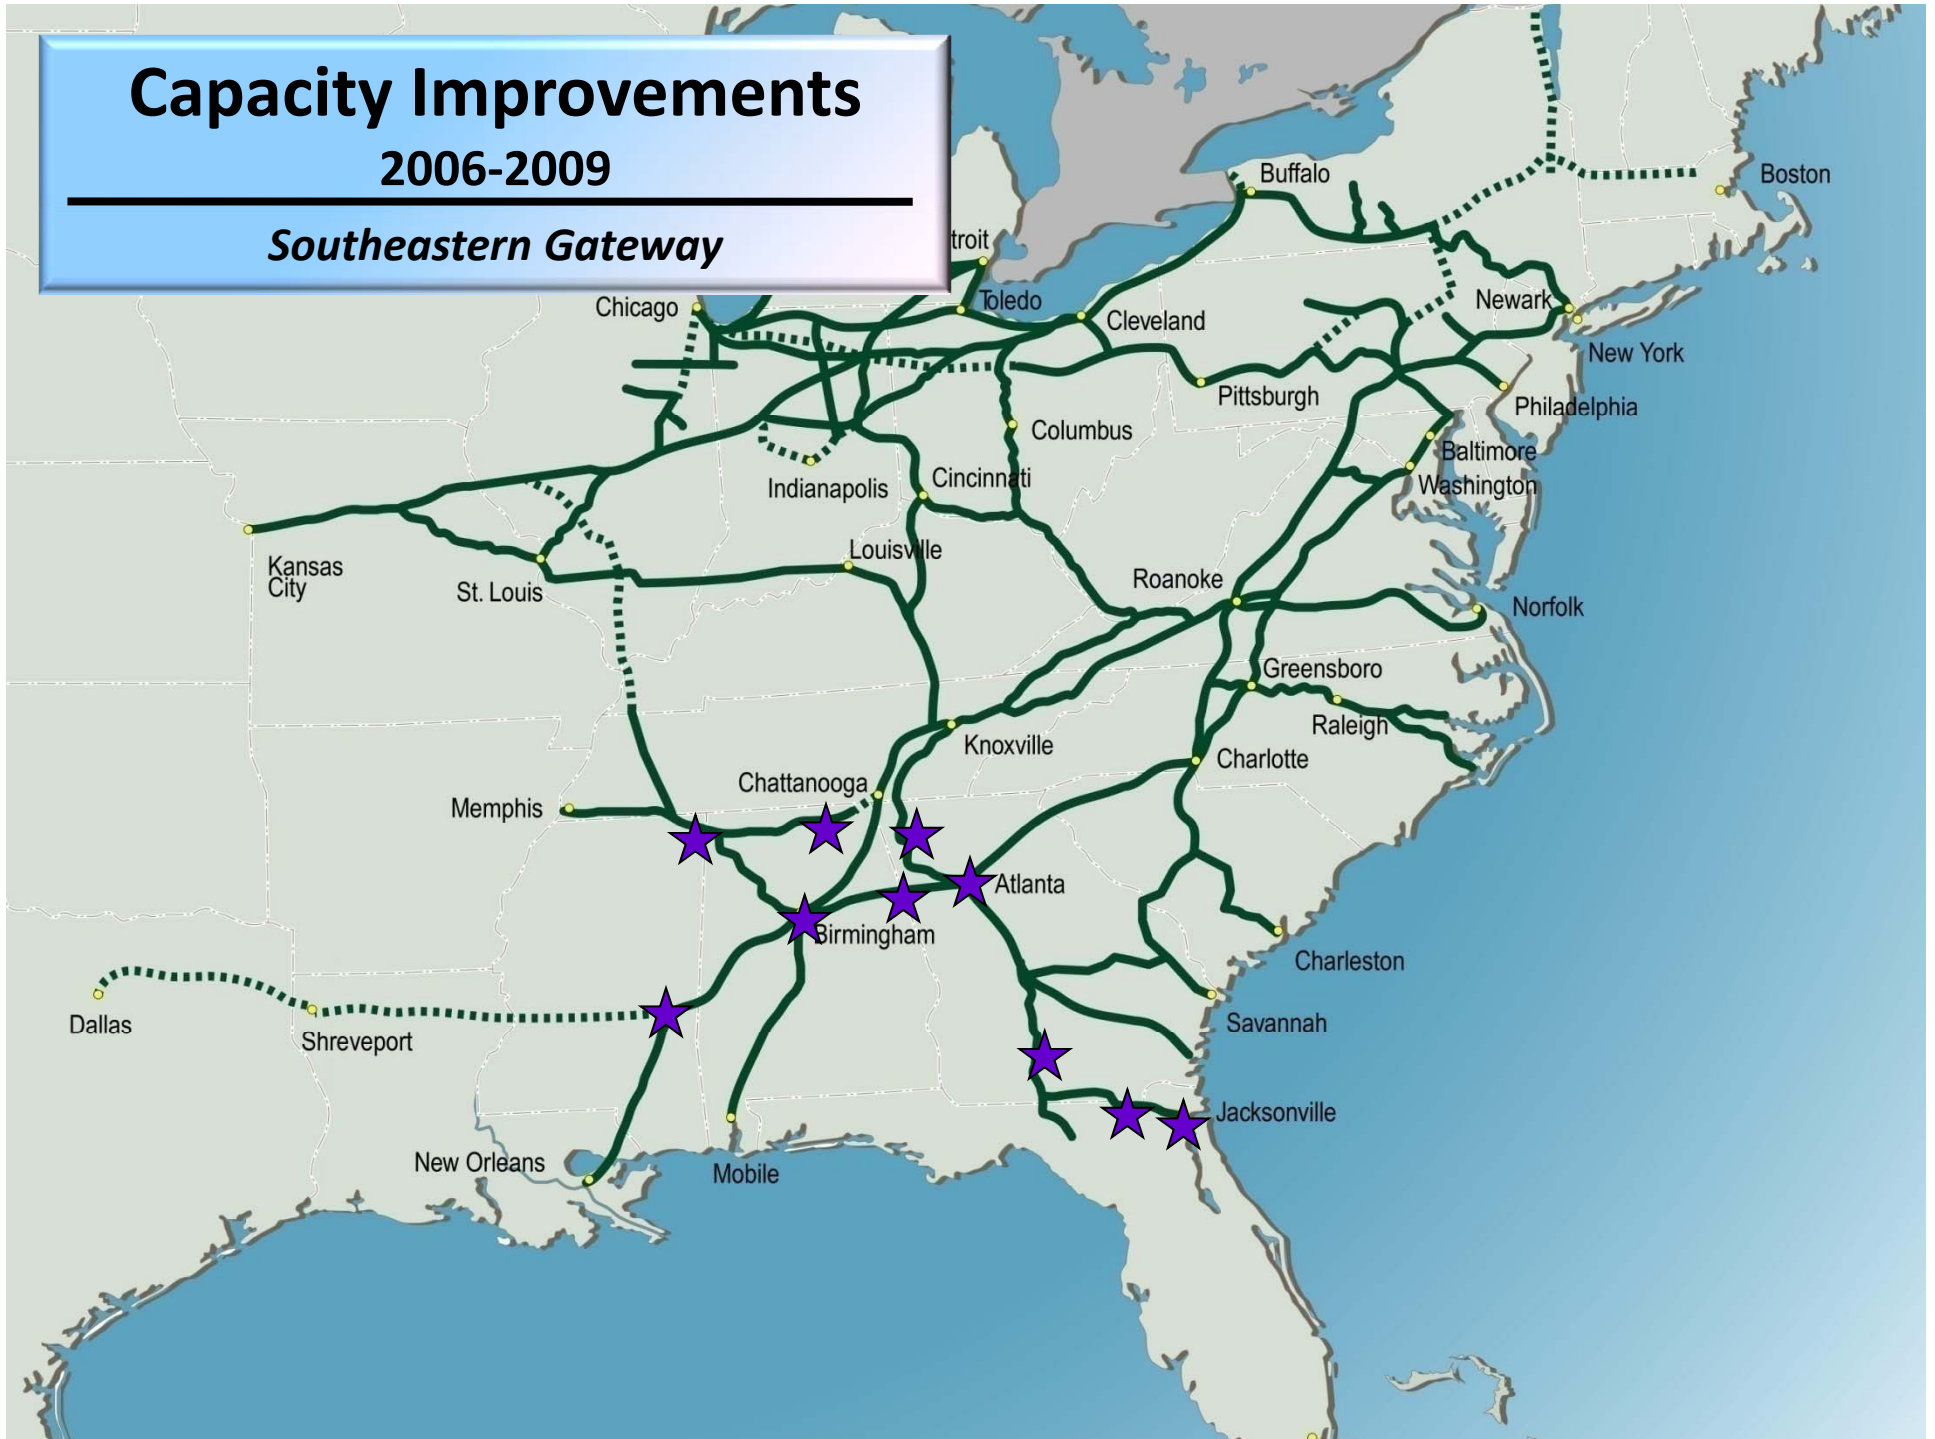 Capacity Improvements
2006-2009
Southeastern Gateway
Buffalo
Boston
troit
Chicago
Toledo
Newark
Cleveland
New York
Pittsburgh
Philadelphia
Columbus
Baltimore
Indianapolis
Cincinnati
Washington
Louisville
Kansas
City
St. Louis
Roanoke
Norfolk
Greensboro
Raleigh
Knoxville
Charlotte
Chattanooga
Memphis
Atlanta
Birmingham
Charleston
Dallas
Shreveport
Savannah
Jacksonville
New Orleans
Mobile